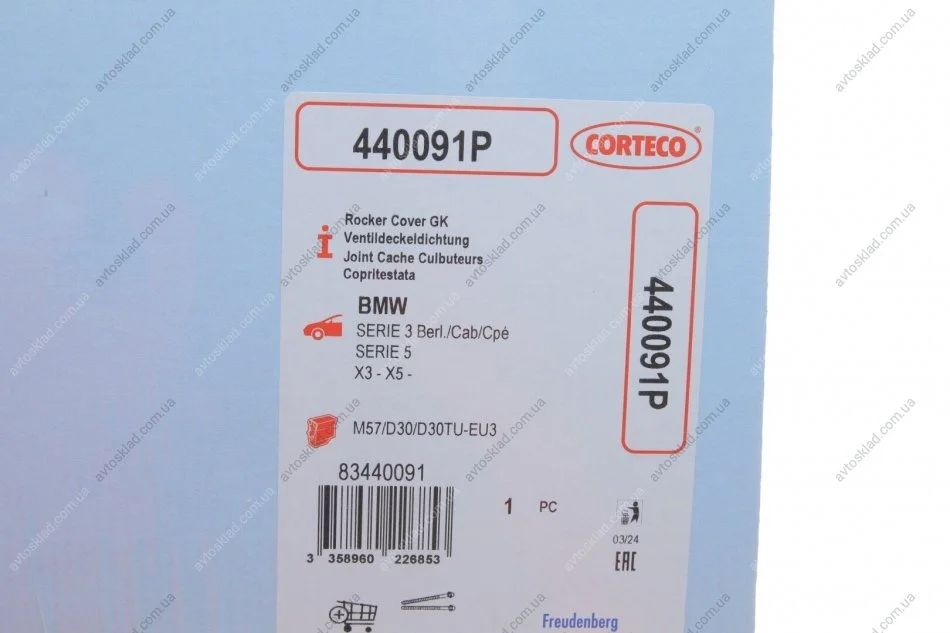 440091P
CORTECO®
Rocker Cover GK
Ventildeckeldichtung
Joint Cache Culbuteurs
Copritestata
440091P
BMW
SERIE 3 Berl./Cab/Cpé
SERIE 5
X3 - X5 -
M57/D30/D30TU-EU3
83440091
1 PC
3 358960 226853
03/24
EAC
Freudenberg
avtosklad.com.ua